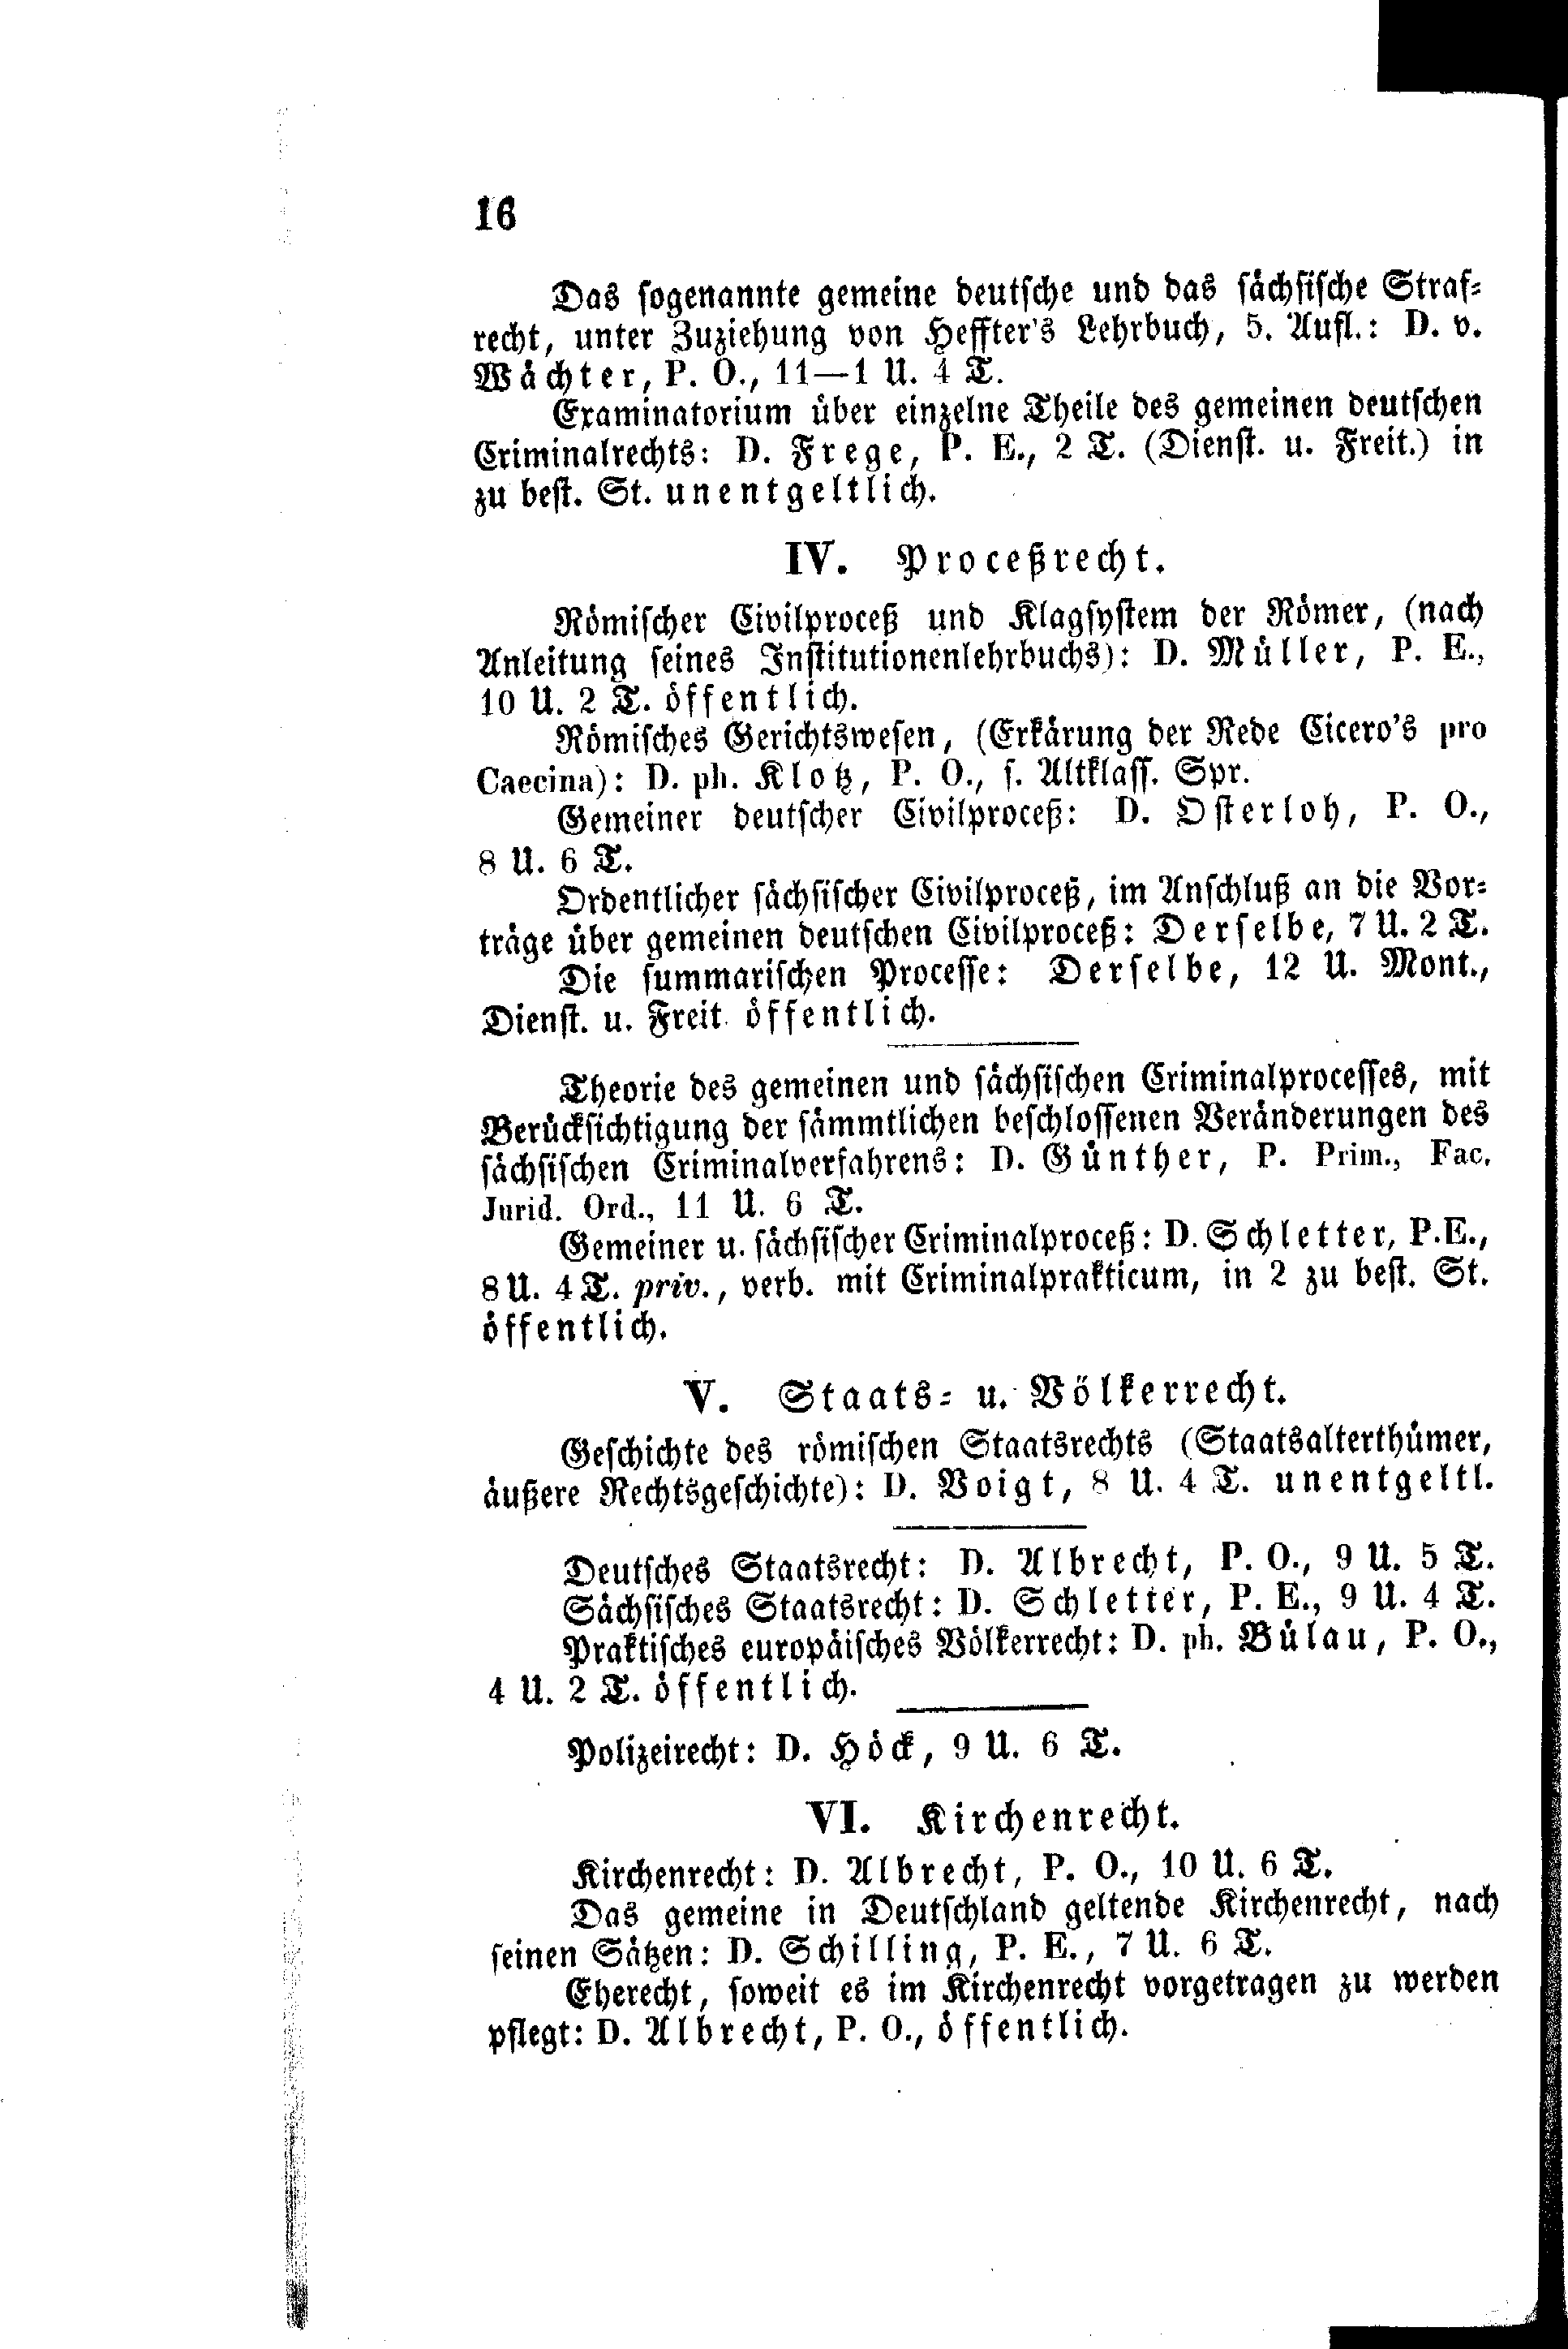 16
Das sogenannte gemeine deutsche und das sächsische Straf-
recht, unter Zuziehung von Heffter's Lehrbuch, 5. Aufl.: D. v.
Wächter, P. O., 11—1 U. 4 T.
Examinatorium über einzelne Theile des gemeinen deutschen
Criminalrechts: D. Frege, P. E., 2 T. (Dienst. u. Freit.) in
zu best. St. unentgeltlich.
IV. Proceßrecht.
Römischer Civilproceß und Klagsystem der Römer, (nach
Anleitung seines Institutionenlehrbuchs): D. Müller, P. E.,
10 U. 2 T. öffentlich.
Römisches Gerichtswesen, (Erkärung der Rede Cicero's pro
Caecina): D. ph. Klotz, P. O., s. Altklass. Spr.
Gemeiner deutscher Civilproceß: D. Osterloh, P. O.,
8 U. 6 T.
Ordentlicher sächsischer Civilproceß, im Anschluß an die Vor-
träge über gemeinen deutschen Civilproceß: Derselbe, 7 U. 2 T.
Die summarischen Processe: Derselbe, 12 U. Mont.,
Dienst. u. Freit. öffentlich.
Theorie des gemeinen und sächsischen Criminalprocesses, mit
Berücksichtigung der sämmtlichen beschlossenen Veränderungen des
sächsischen Criminalverfahrens: D. Günther, P. Prim., Fac.
Jurid. Ord., 11 U. 6 T.
Gemeiner u. sächsischer Criminalproceß: D. Schletter, P.E.,
8 U. 4 T. priv., verb. mit Criminalprakticum, in 2 zu best. St.
öffentlich.
V. Staats- u. Völkerrecht.
Geschichte des römischen Staatsrechts (Staatsalterthümer,
äußere Rechtsgeschichte): D. Voigt, 8 U. 4 T. unentgeltl.
Deutsches Staatsrecht: D. Albrecht, P. O., 9 U. 5 T.
Sächsisches Staatsrecht: D. Schletter, P. E., 9 U. 4 T.
Praktisches europäisches Völkerrecht: D. ph. Bülau, P. O.,
4 U. 2 T. öffentlich.
Polizeirecht: D. Höck, 9 U. 6 T.
VI. Kirchenrecht.
Kirchenrecht: D. Albrecht, P. O., 10 U. 6 T.
Das gemeine in Deutschland geltende Kirchenrecht, nach
seinen Sätzen: D. Schilling, P. E., 7 U. 6 T.
Eherecht, soweit es im Kirchenrecht vorgetragen zu werden
pflegt: D. Albrecht, P. O., öffentlich.